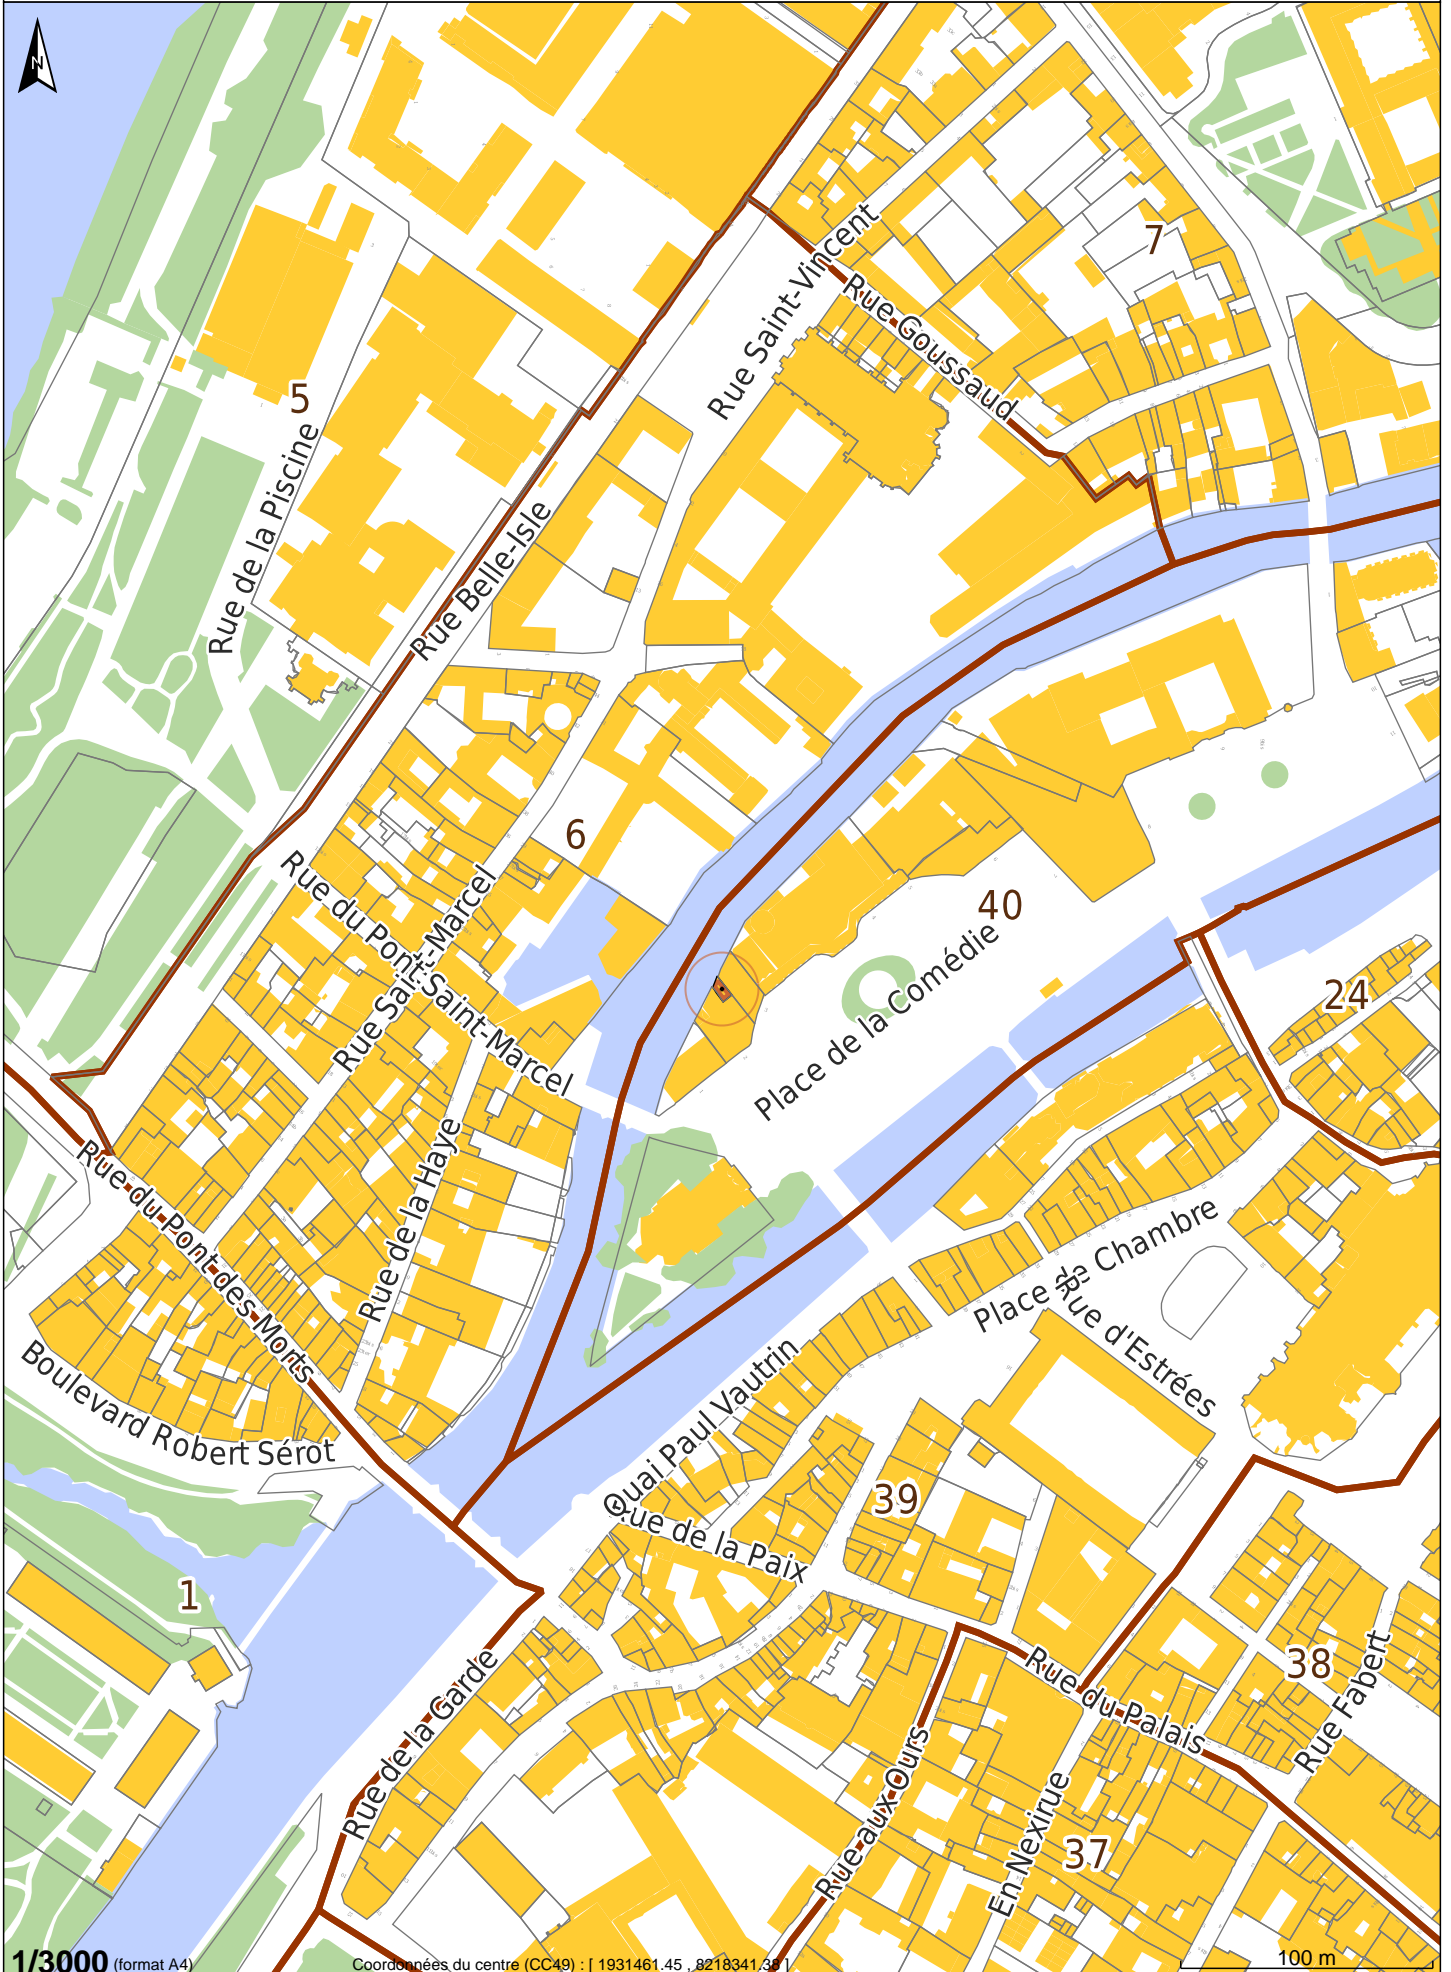 N
7
Rue Saint-Vincent
Rue Goussaud
5
Rue de la Piscine
Rue Belle-Isle
6
40
Rue du Pont-Saint-Marcel
Rue Saint-Marcel
Place de la Comédie
24
Rue de la Haye
Rue du Pont-des-Morts
Place de Chambre
Rue d'Estrées
Boulevard Robert Sérot
Quai Paul Vautrin
39
Rue de la Paix
1
38
Rue de la Garde
Rue du Palais
Rue Fabert
Rue aux Ours
En Nexirue
37
1/3000 (format A4)
Coordonnées du centre (CC49) : [ 1931461.45 , 8218341.38 ]
100 m